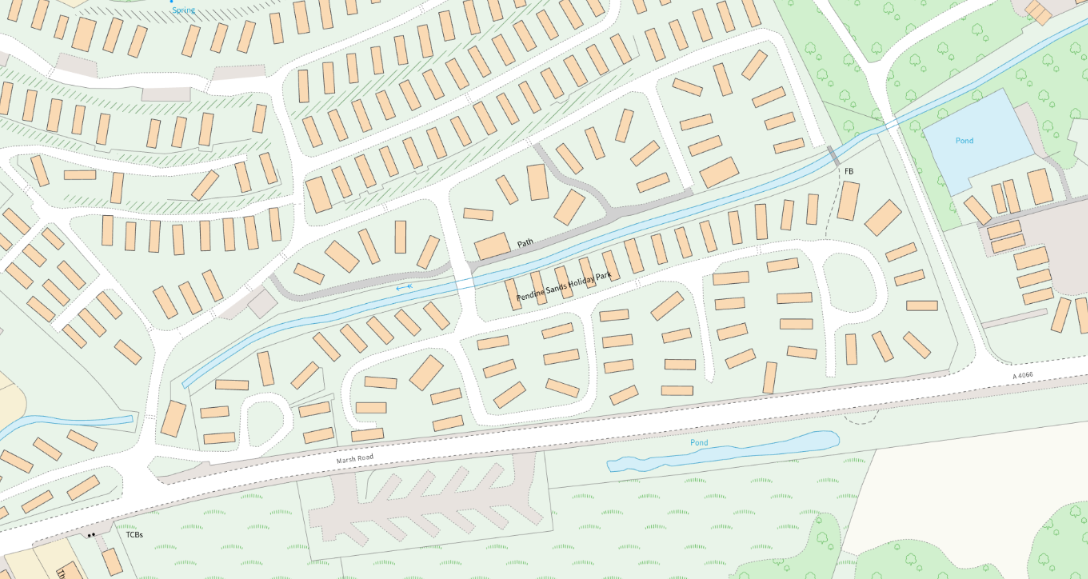 Spring
Pond
FB
Path
Pendine Sands Holiday Park
A 4066
Pond
Marsh Road
TCBs